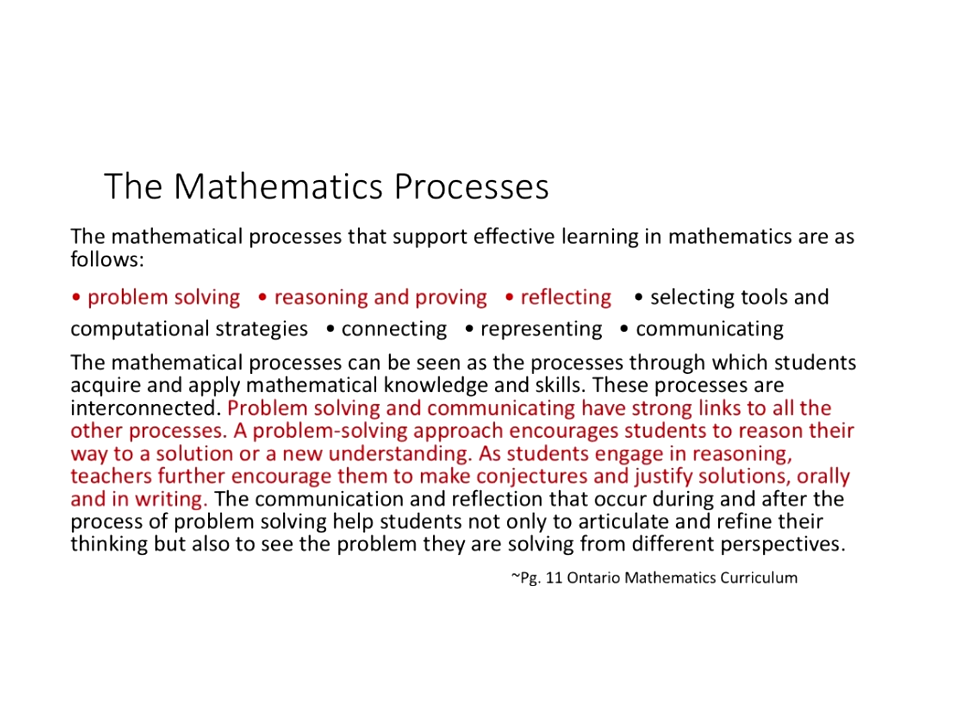 The Mathematics Processes
The mathematical processes that support effective learning in mathematics are as
follows:
• problem solving • reasoning and proving • reflecting • selecting tools and
computational strategies • connecting • representing • communicating
The mathematical processes can be seen as the processes through which students
acquire and apply mathematical knowledge and skills. These processes are
interconnected. Problem solving and communicating have strong links to all the
other processes. A problem-solving approach encourages students to reason their
way to a solution or a new understanding. As students engage in reasoning,
teachers further encourage them to make conjectures and justify solutions, orally
and in writing. The communication and reflection that occur during and after the
process of problem solving help students not only to articulate and refine their
thinking but also to see the problem they are solving from different perspectives.
~Pg. 11 Ontario Mathematics Curriculum